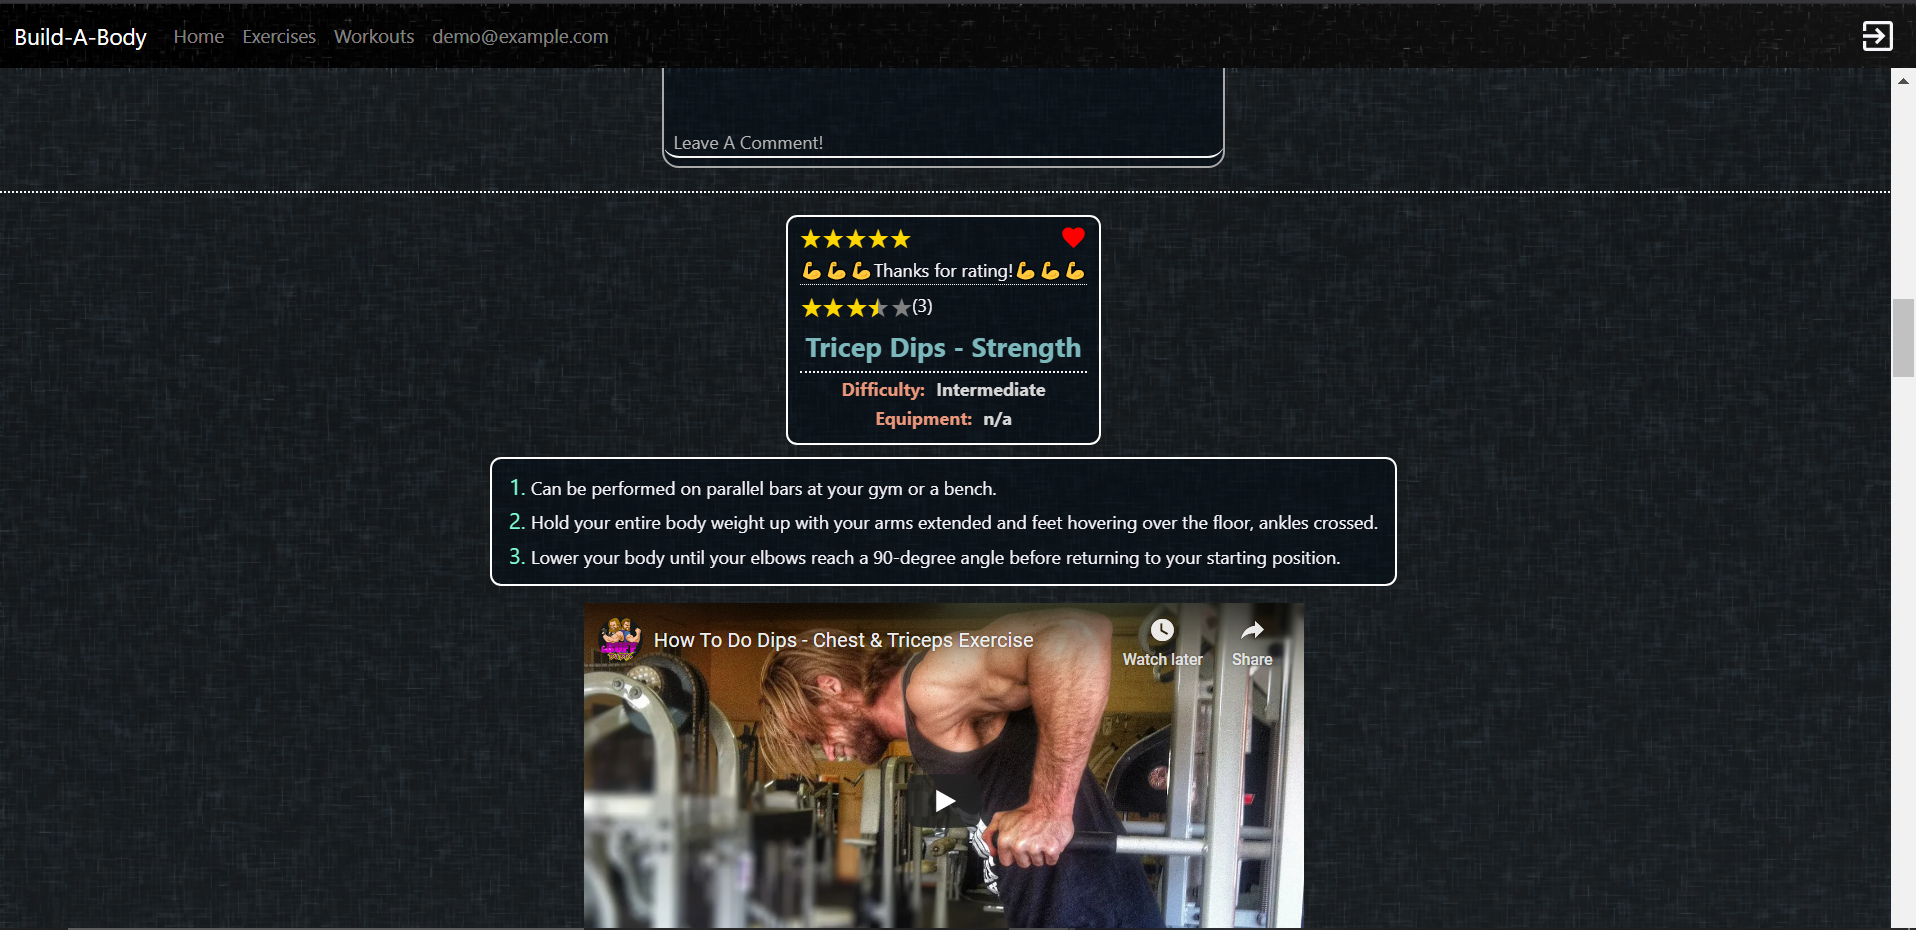 Build-A-Body Home Exercises Workouts demo@example.com
Leave A Comment!
💪💪💪Thanks for rating!💪💪💪
(3)
Tricep Dips - Strength
Difficulty: Intermediate
Equipment: n/a
1. Can be performed on parallel bars at your gym or a bench.
2. Hold your entire body weight up with your arms extended and feet hovering over the floor, ankles crossed.
3. Lower your body until your elbows reach a 90-degree angle before returning to your starting position.
How To Do Dips - Chest & Triceps Exercise
Watch later
Share